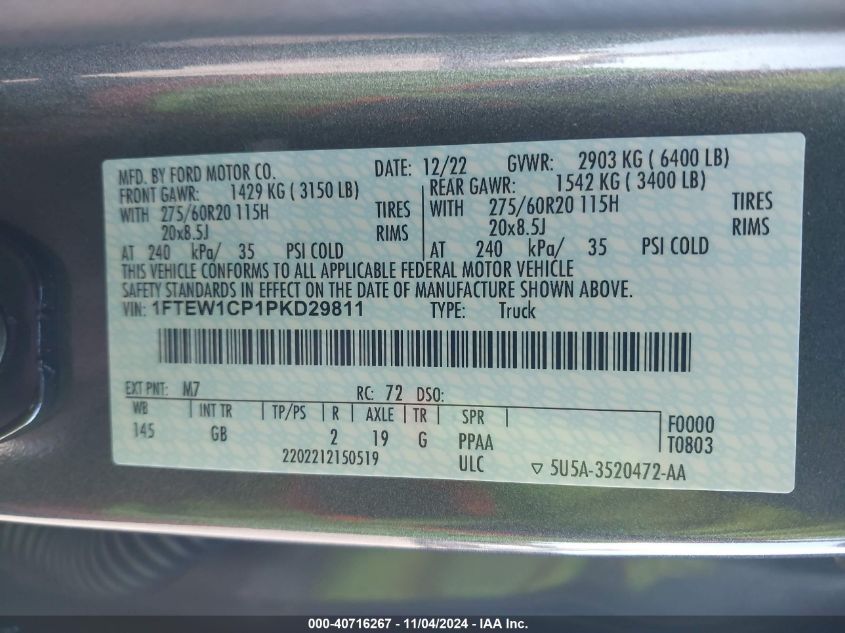 MFD. BY FORD MOTOR CO. DATE: 12/22 GVWR: 2903 KG ( 6400 LB)
FRONT GAWR: 1429 KG ( 3150 LB) REAR GAWR: 1542 KG ( 3400 LB)
WITH 275/60R20 115H TIRES WITH 275/60R20 115H TIRES
20x8.5J RIMS 20x8.5J RIMS
AT 240 kPa/ 35 PSI COLD AT 240 kPa/ 35 PSI COLD
THIS VEHICLE CONFORMS TO ALL APPLICABLE FEDERAL MOTOR VEHICLE
SAFETY STANDARDS IN EFFECT ON THE DATE OF MANUFACTURE SHOWN ABOVE.
VIN: 1FTEW1CP1PKD29811 TYPE: Truck
EXT PNT: M7 RC: 72 DSO:
WB INT TR TP/PS R AXLE TR SPR F0000
145 GB 2 19 G PPAA T0803
2202212150519 ULC ▽ 5U5A-3520472-AA
000-40716267 - 11/04/2024 - IAA Inc.